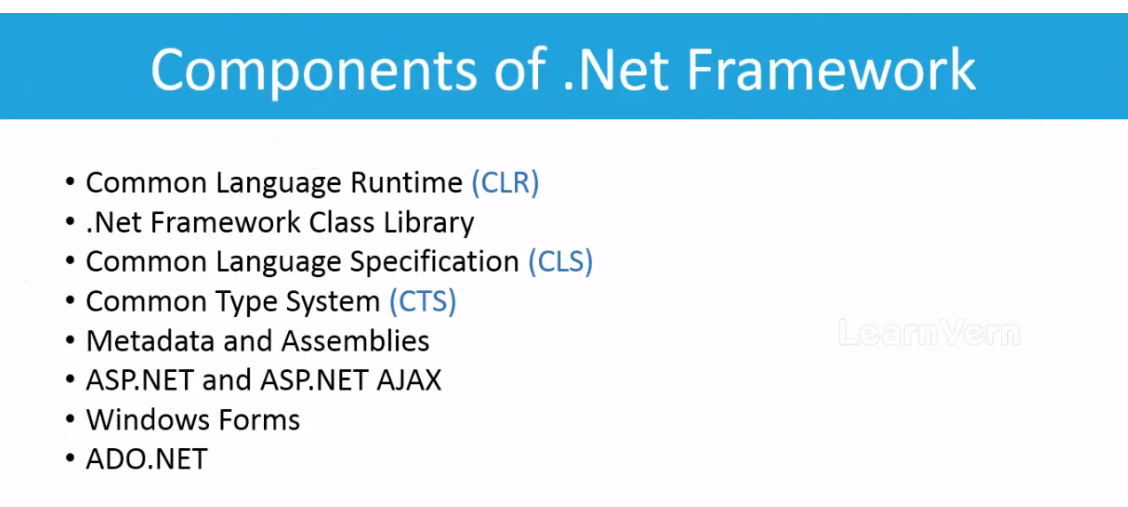 Components of .Net Framework
• Common Language Runtime (CLR)
• .Net Framework Class Library
• Common Language Specification (CLS)
• Common Type System (CTS)
• Metadata and Assemblies
LearnVern
• ASP.NET and ASP.NET AJAX
• Windows Forms
• ADO.NET